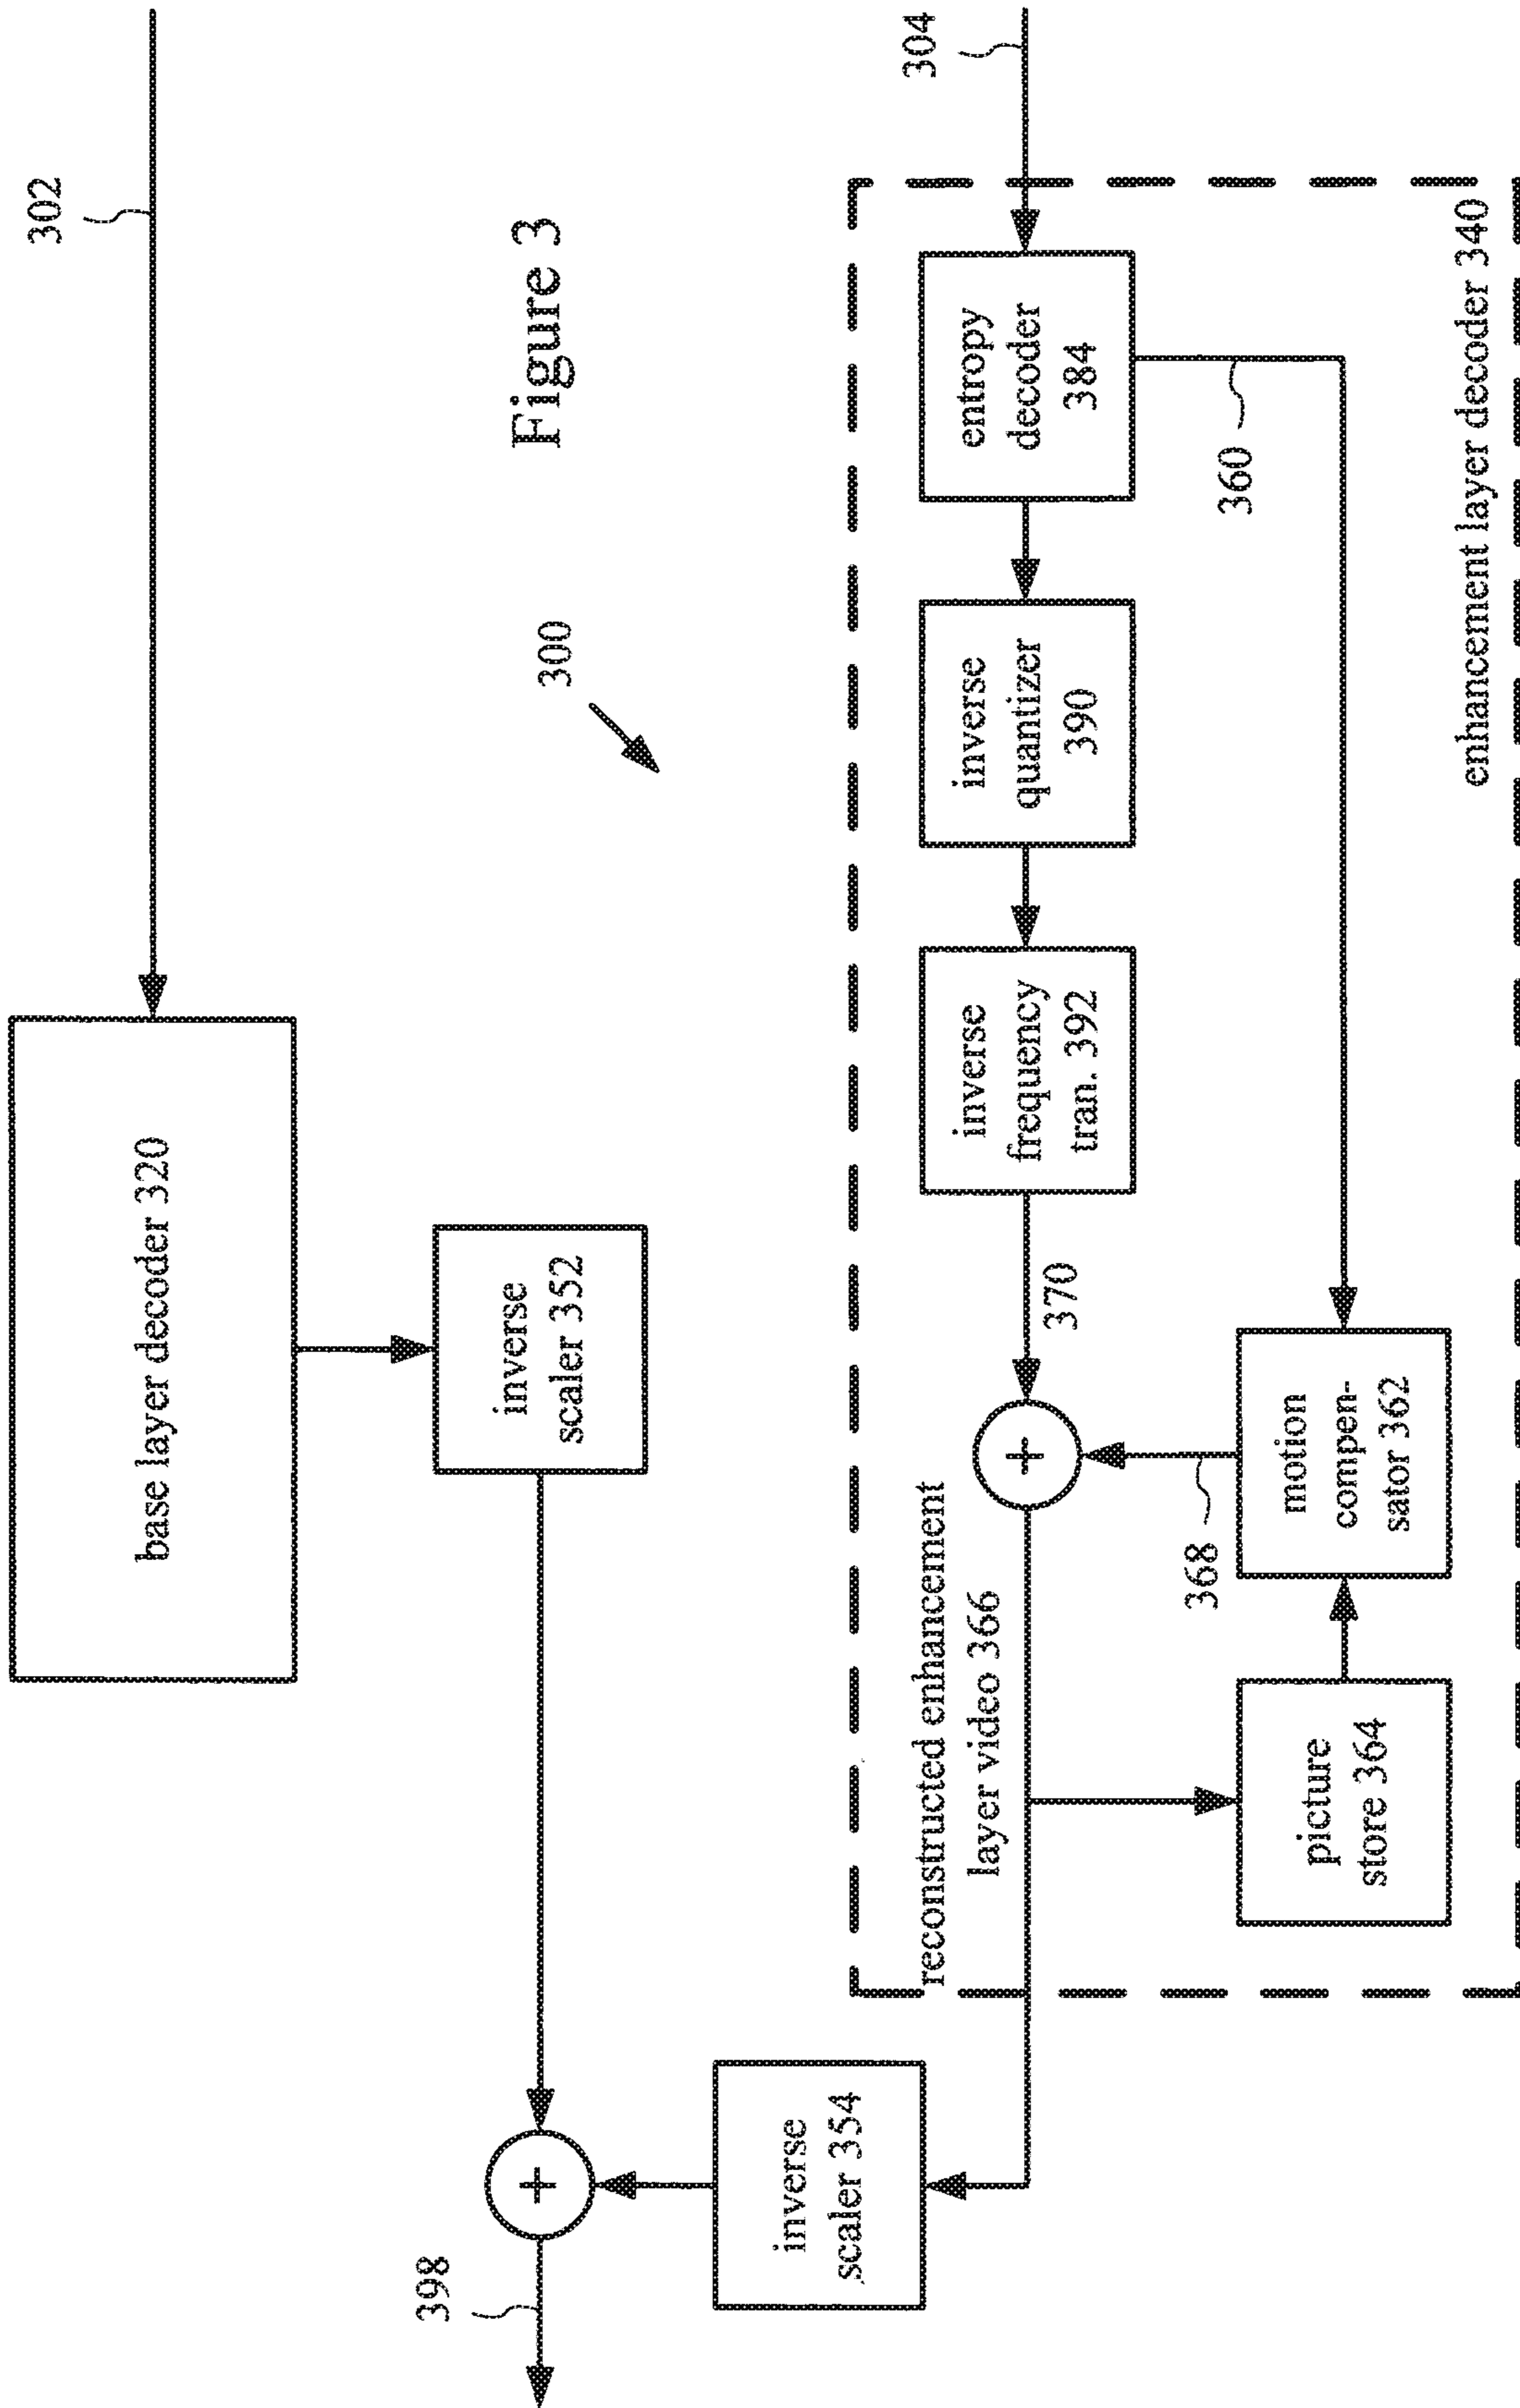 302
base layer decoder 320
inverse
scaler 352
398
Figure 3
300
inverse
scaler 354
304
entropy
decoder
384
inverse
quantizer
390
inverse
frequency
tran. 392
370
360
reconstructed enhancement
layer video 366
+
+
368
motion
compen-
sator 362
picture
store 364
enhancement layer decoder 340